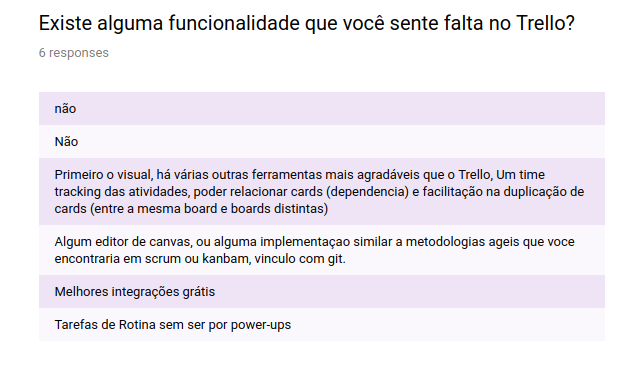 Existe alguma funcionalidade que você sente falta no Trello?
6 responses
não
Não
Primeiro o visual, há várias outras ferramentas mais agradáveis que o Trello, Um time
tracking das atividades, poder relacionar cards (dependencia) e facilitação na duplicação de
cards (entre a mesma board e boards distintas)
Algum editor de canvas, ou alguma implementaçao similar a metodologias ageis que voce
encontraria em scrum ou kanbam, vinculo com git.
Melhores integrações grátis
Tarefas de Rotina sem ser por power-ups